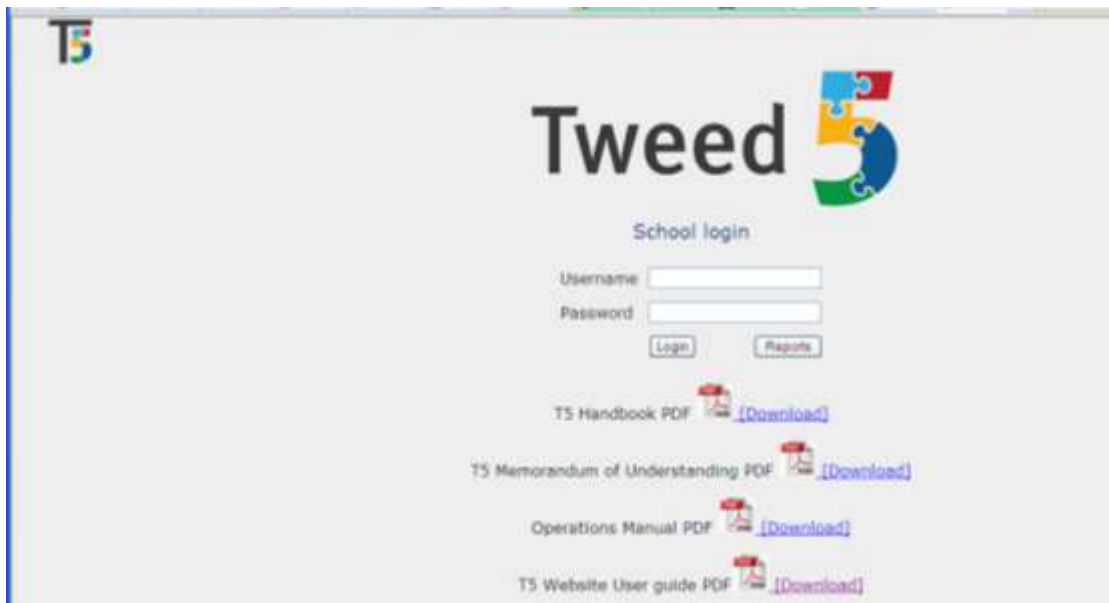 T5
Tweed 5
School login
Username
Password
Login Reports
T5 Handbook PDF [Download]
T5 Memorandum of Understanding PDF [Download]
Operations Manual PDF [Download]
T5 Website User guide PDF [Download]